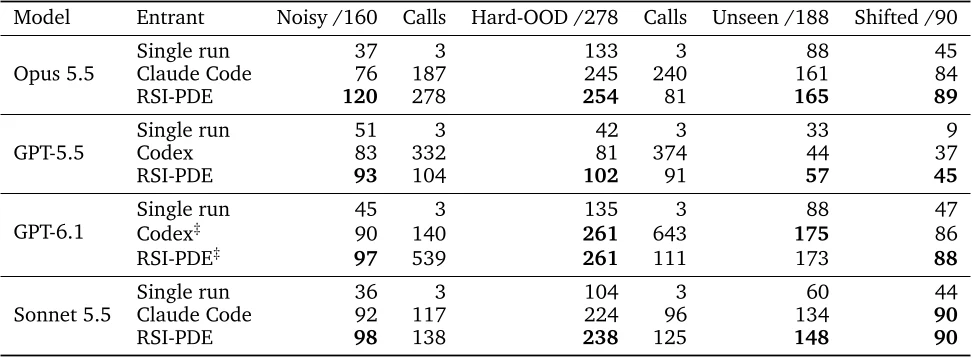 Model Entrant Noisy /160 Calls Hard-OOD /278 Calls Unseen /188 Shifted /90
Single run 37 3 133 3 88 45
Opus 5.5 Claude Code 76 187 245 240 161 84
RSI-PDE 120 278 254 81 165 89
Single run 51 3 42 3 33 9
GPT-5.5 Codex 83 332 81 374 44 37
RSI-PDE 93 104 102 91 57 45
Single run 45 3 135 3 88 47
GPT-6.1 Codex‡ 90 140 261 643 175 86
RSI-PDE‡ 97 539 261 111 173 88
Single run 36 3 104 3 60 44
Sonnet 5.5 Claude Code 92 117 224 96 134 90
RSI-PDE 98 138 238 125 148 90